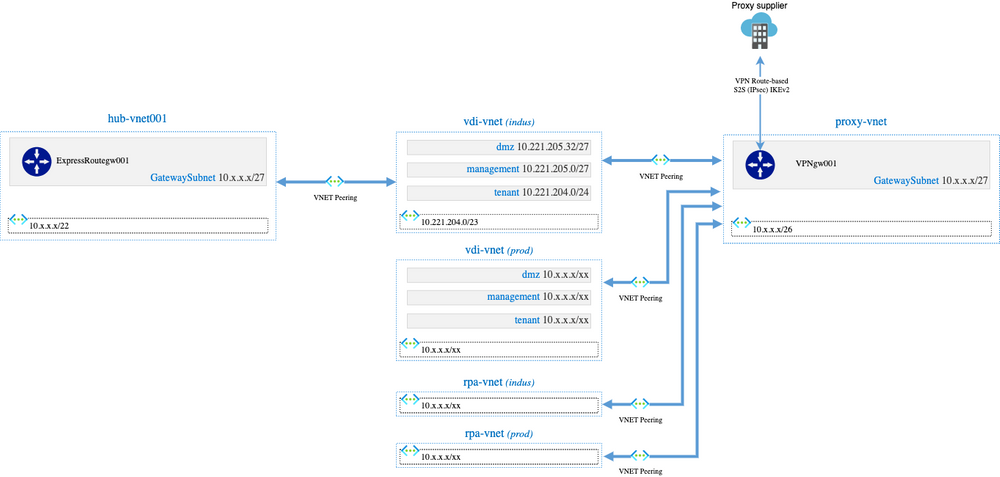 Proxy supplier
VPN Route-based
S2S (IPsec) IKEv2
hub-vnet001
ExpressRoutegw001
GatewaySubnet 10.x.x.x/27
10.x.x.x/22
VNET Peering
vdi-vnet (indus)
dmz 10.221.205.32/27
management 10.221.205.0/27
tenant 10.221.204.0/24
10.221.204.0/23
VNET Peering
proxy-vnet
VPNgw001
GatewaySubnet 10.x.x.x/27
10.x.x.x/26
vdi-vnet (prod)
dmz 10.x.x.x/xx
management 10.x.x.x/xx
tenant 10.x.x.x/xx
10.x.x.x/xx
VNET Peering
rpa-vnet (indus)
10.x.x.x/xx
VNET Peering
rpa-vnet (prod)
10.x.x.x/xx
VNET Peering